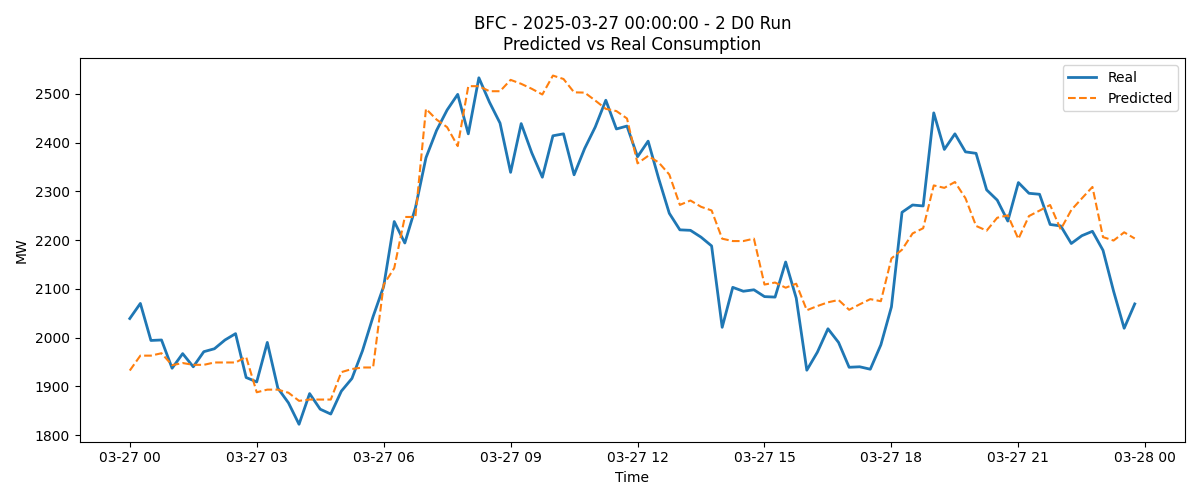 BFC - 2025-03-27 00:00:00 - 2 D0 Run
Predicted vs Real Consumption
Real
Predicted
MW
2500
2400
2300
2200
2100
2000
1900
1800
03-27 00
03-27 03
03-27 06
03-27 09
03-27 12
03-27 15
03-27 18
03-27 21
03-28 00
Time